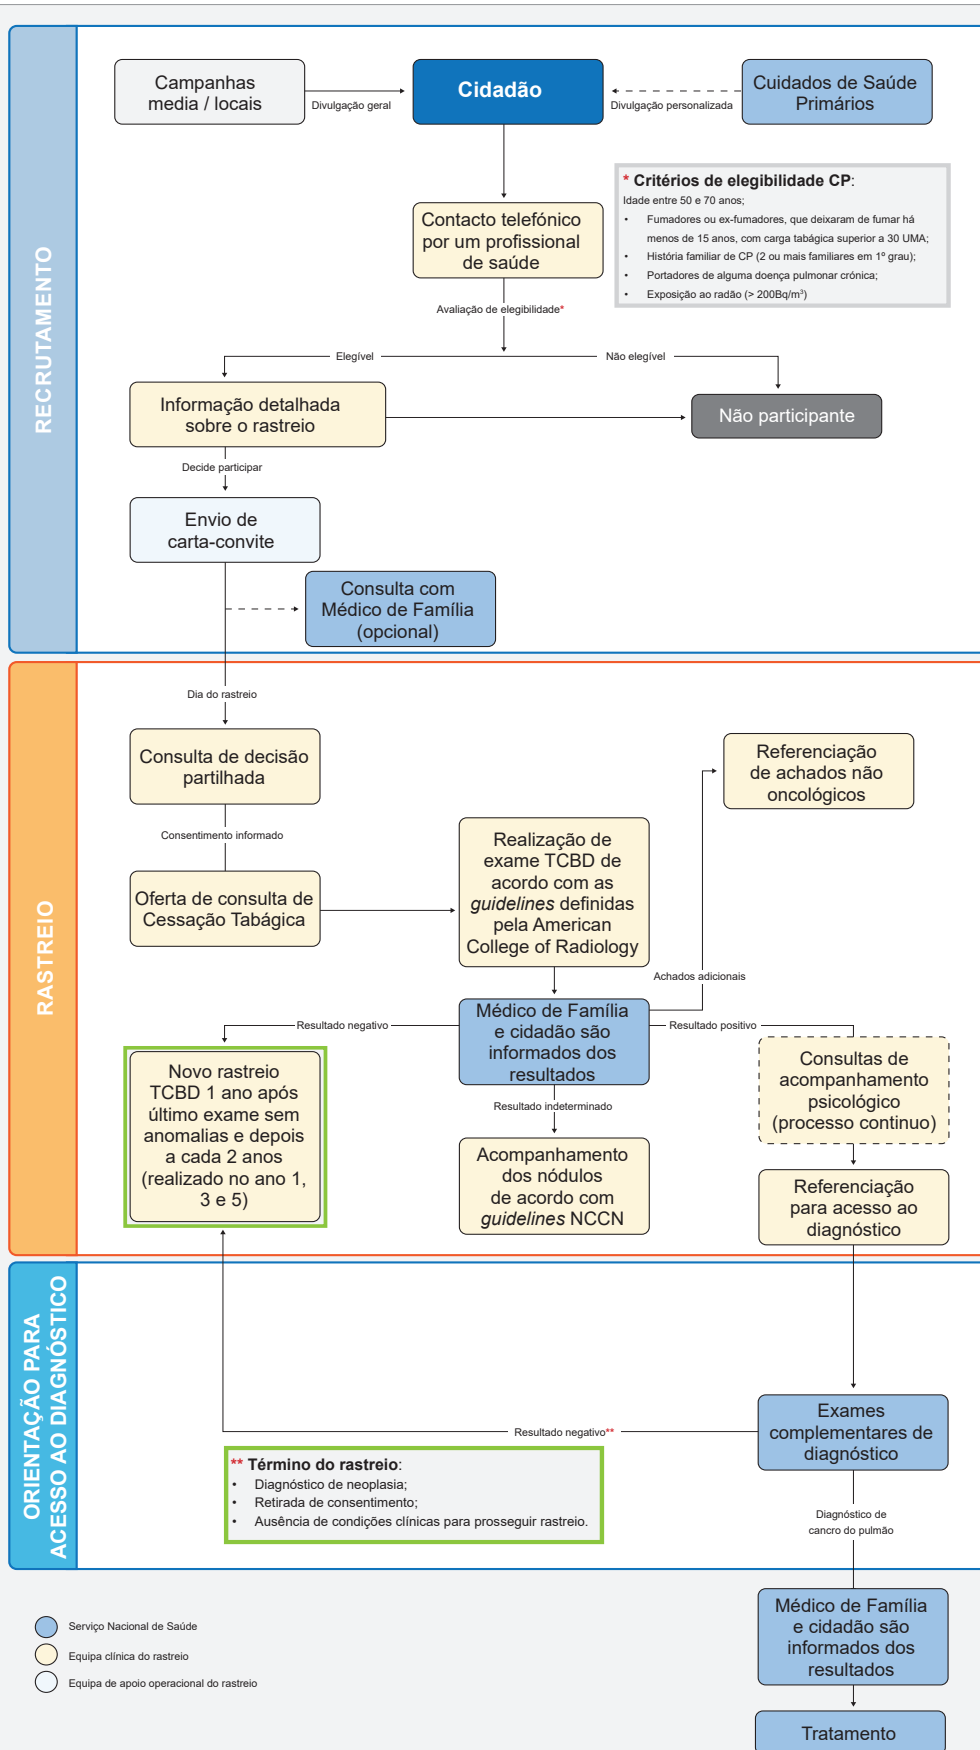 RECRUTAMENTO
Campanhas
media / locais
Divulgação geral
Cidadão
Divulgação personalizada
Cuidados de Saúde
Primários
Contacto telefónico
por um profissional
de saúde
* Critérios de elegibilidade CP:
Idade entre 50 e 70 anos;
• Fumadores ou ex-fumadores, que deixaram de fumar há
menos de 15 anos, com carga tabágica superior a 30 UMA;
• História familiar de CP (2 ou mais familiares em 1º grau);
• Portadores de alguma doença pulmonar crónica;
• Exposição ao radão (> 200Bq/m³)
Avaliação de elegibilidade*
Elegível
Não elegível
Informação detalhada
sobre o rastreio
Não participante
Decide participar
Envio de
carta-convite
Consulta com
Médico de Família
(opcional)
RASTREIO
Dia do rastreio
Consulta de decisão
partilhada
Referenciação
de achados não
oncológicos
Consentimento informado
Oferta de consulta de
Cessação Tabágica
Realização de
exame TCBD de
acordo com as
guidelines definidas
pela American
College of Radiology
Achados adicionais
Médico de Família
e cidadão são
informados dos
resultados
Resultado negativo
Resultado positivo
Novo rastreio
TCBD 1 ano após
último exame sem
anomalias e depois
a cada 2 anos
(realizado no ano 1,
3 e 5)
Resultado indeterminado
Acompanhamento
dos nódulos
de acordo com
guidelines NCCN
Consultas de
acompanhamento
psicológico
(processo continuo)
Referenciação
para acesso ao
diagnóstico
ORIENTAÇÃO PARA
ACESSO AO DIAGNÓSTICO
Exames
complementares de
diagnóstico
Resultado negativo**
** Término do rastreio:
• Diagnóstico de neoplasia;
• Retirada de consentimento;
• Ausência de condições clínicas para prosseguir rastreio.
Diagnóstico de
cancro do pulmão
Médico de Família
e cidadão são
informados dos
resultados
Tratamento
Serviço Nacional de Saúde
Equipa clínica do rastreio
Equipa de apoio operacional do rastreio